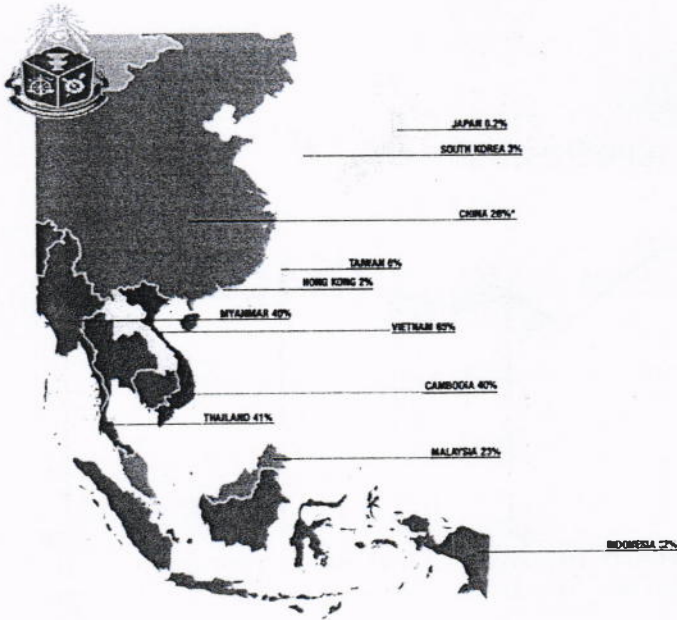 JAPAN 0.2%
SOUTH KOREA 3%
CHINA 26%*
TAIWAN 6%
HONG KONG 2%
MYANMAR 40%
VIETNAM 65%
CAMBODIA 40%
THAILAND 41%
MALAYSIA 23%
INDONESIA